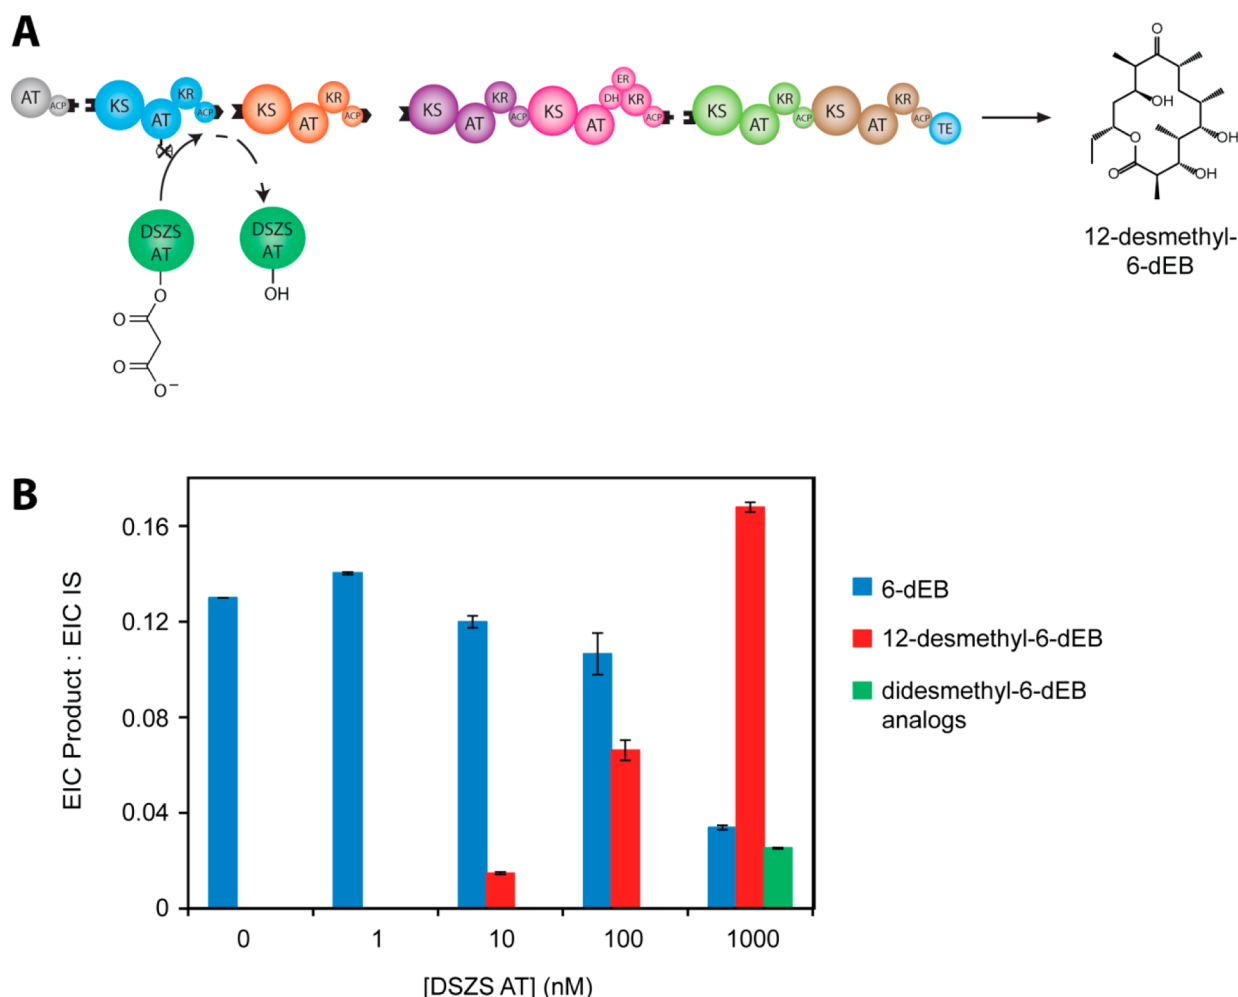 A
AT ACP KS AT KR ACP KS AT KR ACP KS AT KR ACP KS AT DH ER KR ACP KS AT KR ACP KS AT KR ACP TE
DSZS
AT
DSZS
AT
O
OH
O
O
O−
O
OH
O
O
OH
OH
12-desmethyl-
6-dEB
B
EIC Product : EIC IS
0.16
0.12
0.08
0.04
0
0 1 10 100 1000
[DSZS AT] (nM)
6-dEB
12-desmethyl-6-dEB
didesmethyl-6-dEB
analogs